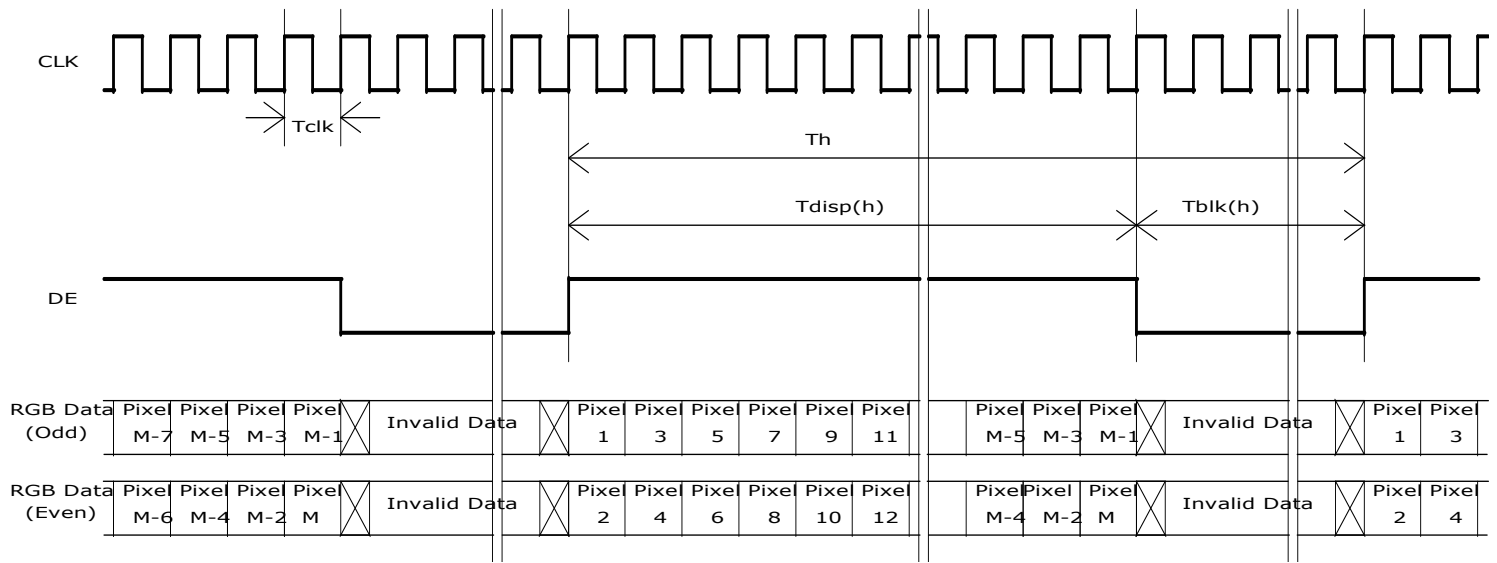 CLK
Tclk
Th
Tdisp(h)
Tblk(h)
DE
RGB Data
(Odd)
Pixel Pixel Pixel Pixel
M-7 M-5 M-3 M-1
Invalid Data
Pixel Pixel Pixel Pixel Pixel Pixel
1 3 5 7 9 11
Pixel Pixel Pixel
M-5 M-3 M-1
Invalid Data
Pixel Pixel
1 3
RGB Data
(Even)
Pixel Pixel Pixel Pixel
M-6 M-4 M-2 M
Invalid Data
Pixel Pixel Pixel Pixel Pixel Pixel
2 4 6 8 10 12
Pixel Pixel Pixel
M-4 M-2 M
Invalid Data
Pixel Pixel
2 4